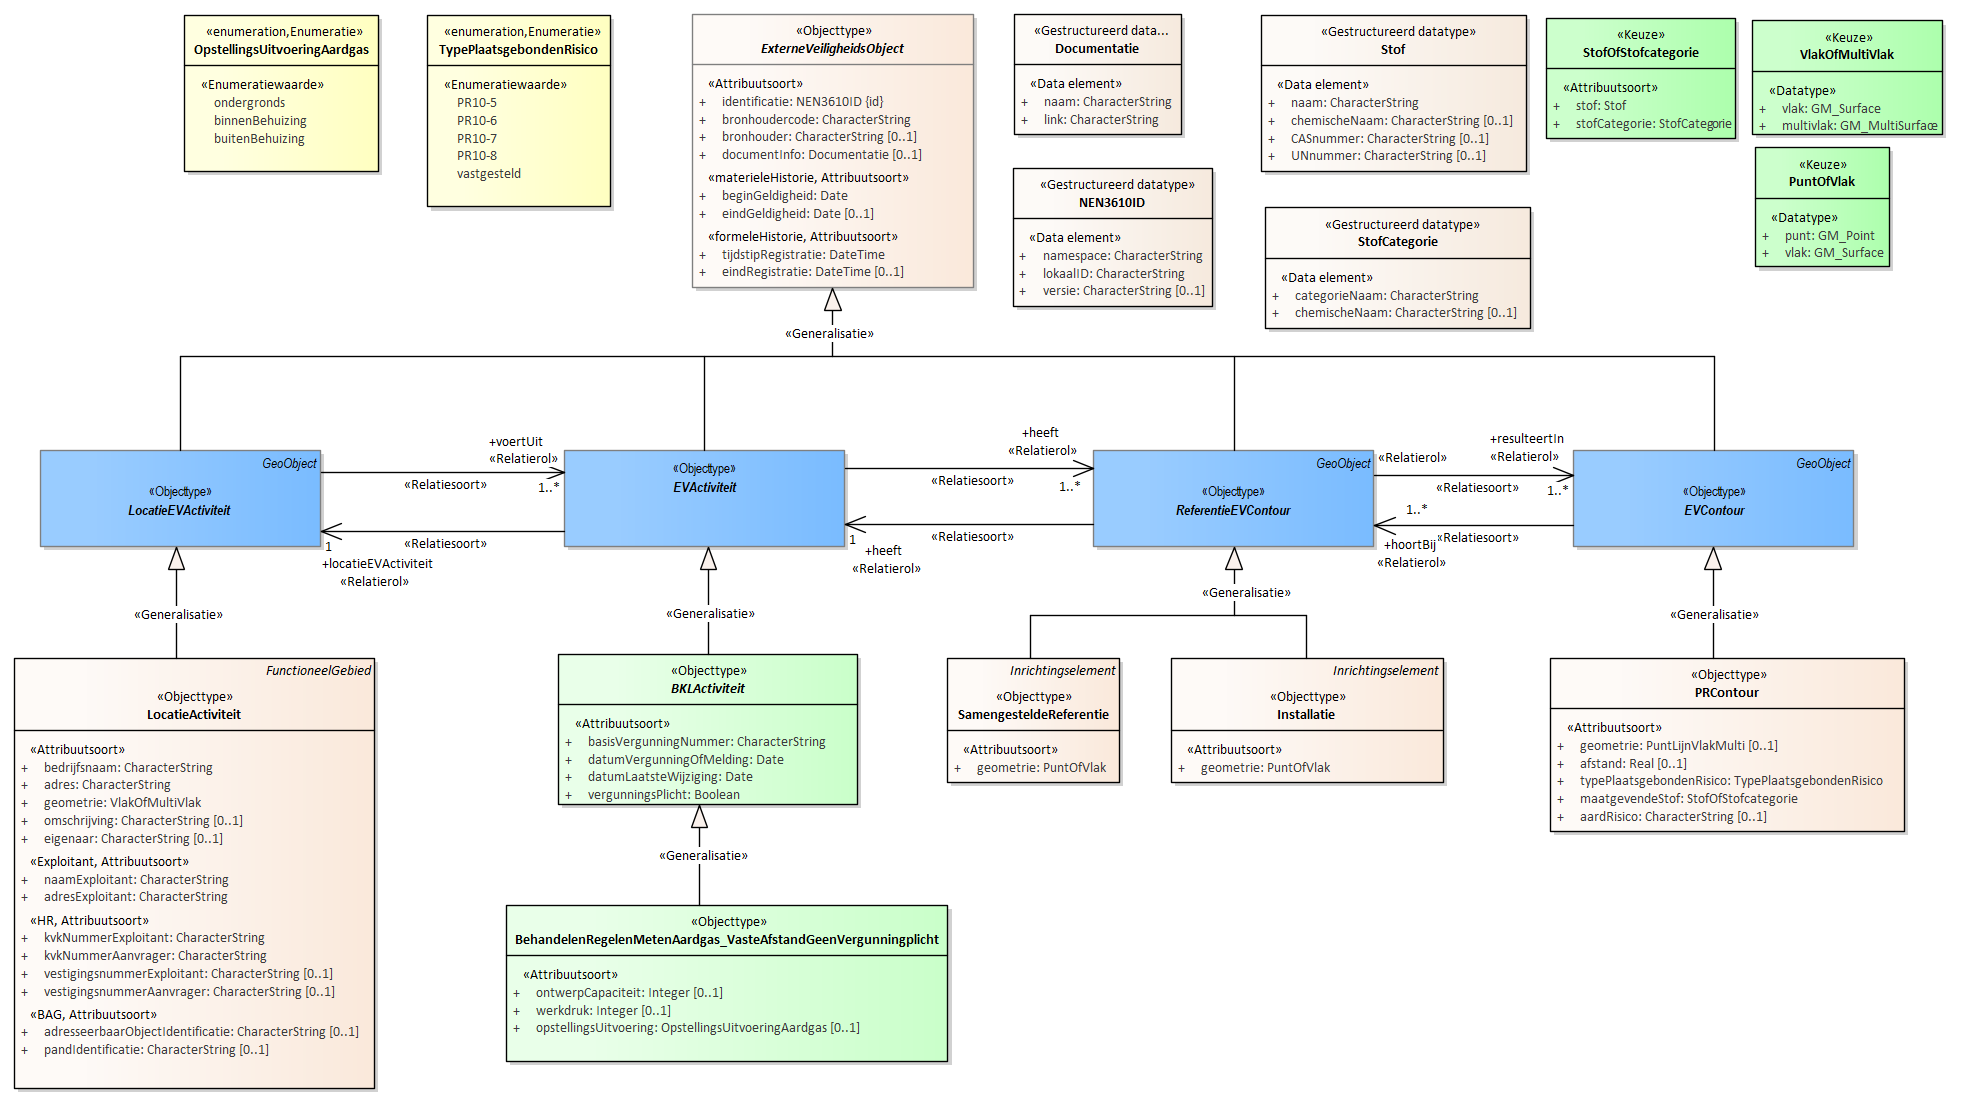 «enumeration,Enumeratie»
OpstellingsUitvoeringAardgas
«Enumeratiewaarde»
ondergronds
binnenBehuizing
buitenBehuizing
«enumeration,Enumeratie»
TypePlaatsgebondenRisico
«Enumeratiewaarde»
PR10-5
PR10-6
PR10-7
PR10-8
vastgesteld
«Objecttype»
ExterneVeiligheidsObject
«Attribuutsoort»
+ identificatie: NEN3610ID {id}
+ bronhoudercode: CharacterString
+ bronhouder: CharacterString [0..1]
+ documentInfo: Documentatie [0..1]
«materieleHistorie, Attribuutsoort»
+ beginGeldigheid: Date
+ eindGeldigheid: Date [0..1]
«formeleHistorie, Attribuutsoort»
+ tijdstipRegistratie: DateTime
+ eindRegistratie: DateTime [0..1]
«Gestructureerd data...
Documentatie
«Data element»
+ naam: CharacterString
+ link: CharacterString
«Gestructureerd datatype»
NEN3610ID
«Data element»
+ namespace: CharacterString
+ lokaalID: CharacterString
+ versie: CharacterString [0..1]
«Gestructureerd datatype»
Stof
«Data element»
+ naam: CharacterString
+ chemischeNaam: CharacterString [0..1]
+ CASnummer: CharacterString [0..1]
+ UNnummer: CharacterString [0..1]
«Gestructureerd datatype»
StofCategorie
«Data element»
+ categorieNaam: CharacterString
+ chemischeNaam: CharacterString [0..1]
«Keuze»
StofOfStofcategorie
«Attribuutsoort»
+ stof: Stof
+ stofCategorie: StofCategorie
«Keuze»
VlakOfMultiVlak
«Datatype»
+ vlak: GM_Surface
+ multivlak: GM_MultiSurface
«Keuze»
PuntOfVlak
«Datatype»
+ punt: GM_Point
+ vlak: GM_Surface
«Generalisatie»
GeoObject
«Objecttype»
LocatieEVActiviteit
+voertUit
«Relatierol»
«Relatiesoort»
1..*
«Relatiesoort»
1
+locatieEVActiviteit
«Relatierol»
«Objecttype»
EVActiviteit
+heeft
«Relatierol»
«Relatiesoort»
1..*
«Relatiesoort»
1
+heeft
«Relatierol»
GeoObject
«Objecttype»
ReferentieEVContour
«Relatierol»
+resulteertIn
«Relatierol»
«Relatiesoort»
1..*
1..*
+hoortBij
«Relatiesoort»
«Relatierol»
GeoObject
«Objecttype»
EVContour
«Generalisatie»
«Generalisatie»
«Generalisatie»
«Generalisatie»
FunctioneelGebied
«Objecttype»
LocatieActiviteit
«Attribuutsoort»
+ bedrijfsnaam: CharacterString
+ adres: CharacterString
+ geometrie: VlakOfMultiVlak
+ omschrijving: CharacterString [0..1]
+ eigenaar: CharacterString [0..1]
«Exploitant, Attribuutsoort»
+ naamExploitant: CharacterString
+ adresExploitant: CharacterString
«HR, Attribuutsoort»
+ kvkNummerExploitant: CharacterString
+ kvkNummerAanvrager: CharacterString
+ vestigingsnummerExploitant: CharacterString [0..1]
+ vestigingsnummerAanvrager: CharacterString [0..1]
«BAG, Attribuutsoort»
+ adresseerbaarObjectIdentificatie: CharacterString [0..1]
+ pandIdentificatie: CharacterString [0..1]
«Objecttype»
BKLActiviteit
«Attribuutsoort»
+ basisVergunningNummer: CharacterString
+ datumVergunningOfMelding: Date
+ datumLaatsteWijziging: Date
+ vergunningsPlicht: Boolean
«Generalisatie»
«Objecttype»
BehandelenRegelenMetenAardgas_VasteAfstandGeenVergunningplicht
«Attribuutsoort»
+ ontwerpCapaciteit: Integer [0..1]
+ werkdruk: Integer [0..1]
+ opstellingsUitvoering: OpstellingsUitvoeringAardgas [0..1]
Inrichtingselement
«Objecttype»
SamengesteldeReferentie
«Attribuutsoort»
+ geometrie: PuntOfVlak
Inrichtingselement
«Objecttype»
Installatie
«Attribuutsoort»
+ geometrie: PuntOfVlak
«Objecttype»
PRContour
«Attribuutsoort»
+ geometrie: PuntLijnVlakMulti [0..1]
+ afstand: Real [0..1]
+ typePlaatsgebondenRisico: TypePlaatsgebondenRisico
+ maatgevendeStof: StofOfStofcategorie
+ aardRisico: CharacterString [0..1]